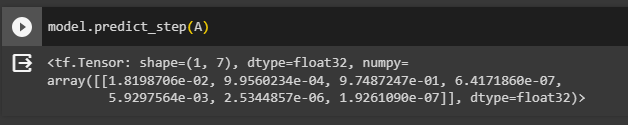 model.predict_step(A)
<tf.Tensor: shape=(1, 7), dtype=float32, numpy=
array([[1.8198706e-02, 9.9560234e-04, 9.7487247e-01, 6.4171860e-07,
5.9297564e-03, 2.5344857e-06, 1.9261090e-07]], dtype=float32)>